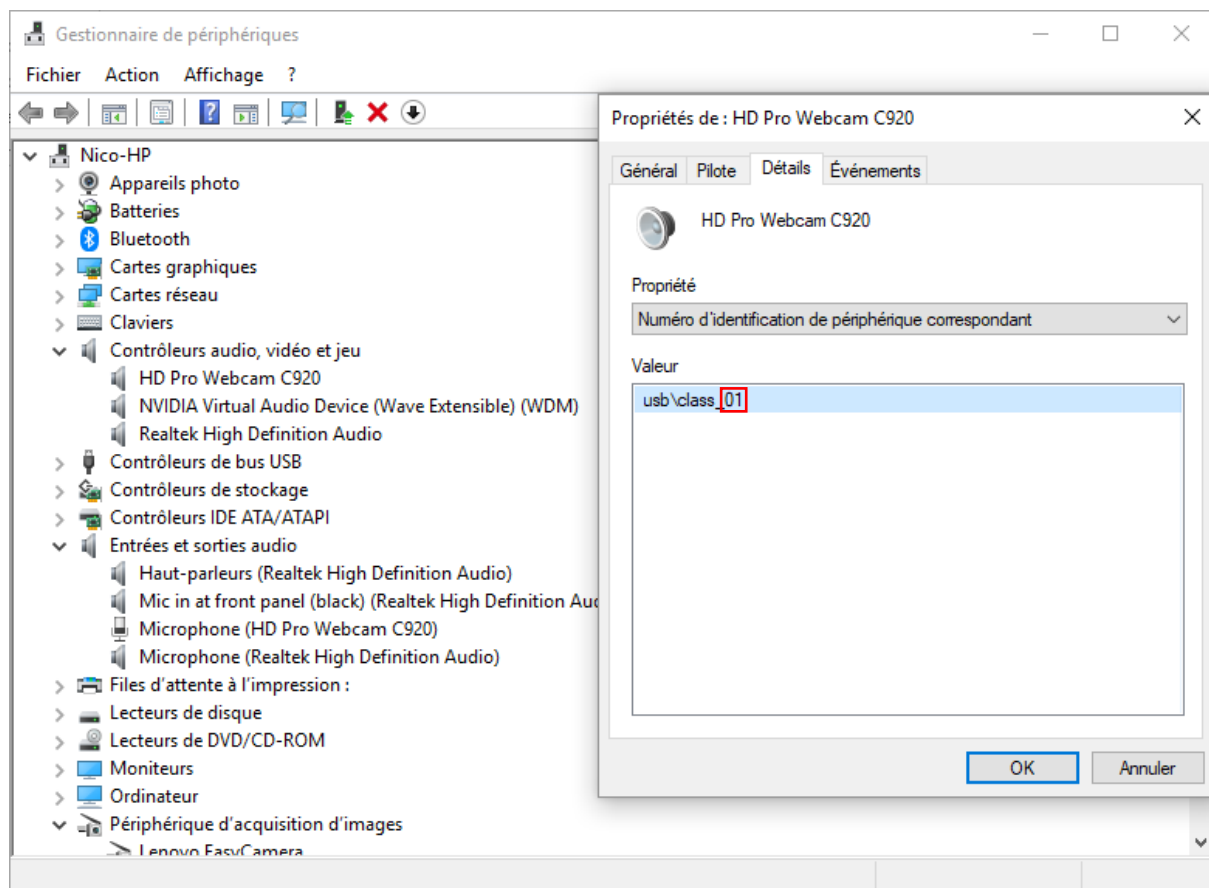 Gestionnaire de périphériques
Fichier Action Affichage ?
Nico-HP
Appareils photo
Batteries
Bluetooth
Cartes graphiques
Cartes réseau
Claviers
Contrôleurs audio, vidéo et jeu
HD Pro Webcam C920
NVIDIA Virtual Audio Device (Wave Extensible) (WDM)
Realtek High Definition Audio
Contrôleurs de bus USB
Contrôleurs de stockage
Contrôleurs IDE ATA/ATAPI
Entrées et sorties audio
Haut-parleurs (Realtek High Definition Audio)
Mic in at front panel (black) (Realtek High Definition
Microphone (HD Pro Webcam C920)
Microphone (Realtek High Definition Audio)
Files d'attente à l'impression :
Lecteurs de disque
Lecteurs de DVD/CD-ROM
Moniteurs
Ordinateur
Périphérique d'acquisition d'images
Lenovo EasyCamera
Propriétés de : HD Pro Webcam C920
Général Pilote Détails Événements
HD Pro Webcam C920
Propriété
Numéro d'identification de périphérique correspondant
Valeur
usb\class_01
OK Annuler